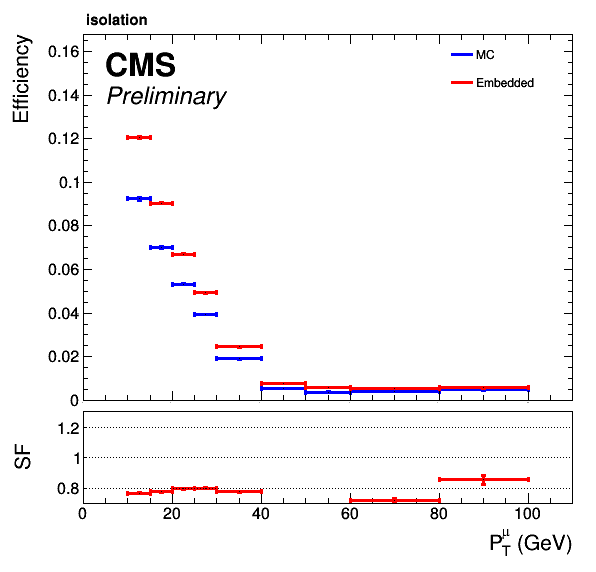 isolation
CMS
Preliminary
MC
Embedded
Efficiency
0.16
0.14
0.12
0.1
0.08
0.06
0.04
0.02
0
SF
1.2
1
0.8
0 20 40 60 80 100
P_T^μ (GeV)